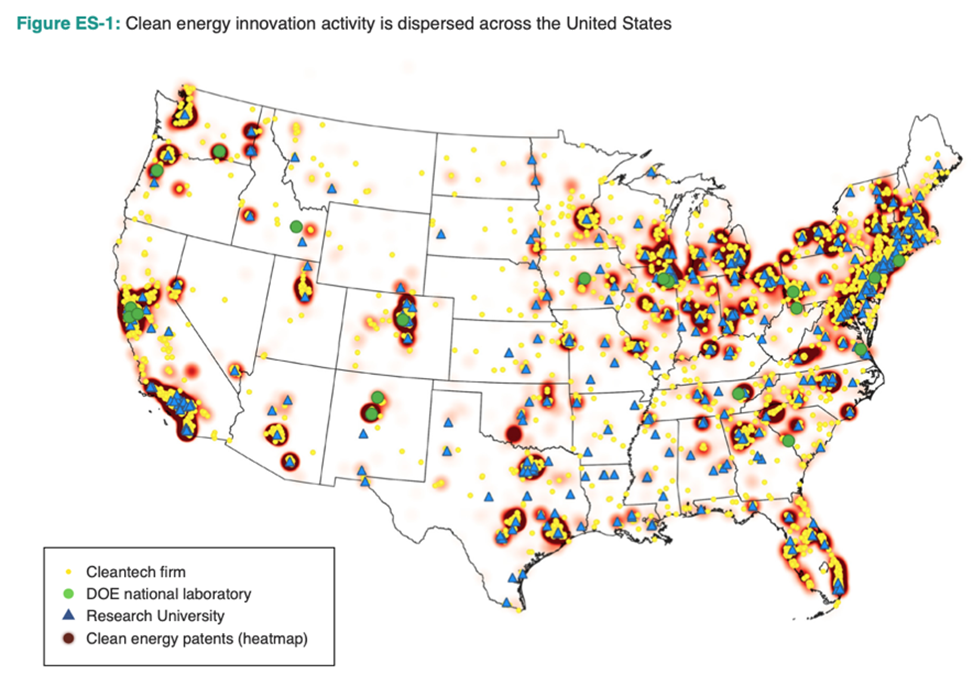 Figure ES-1: Clean energy innovation activity is dispersed across the United States
Cleantech firm
DOE national laboratory
Research University
Clean energy patents (heatmap)